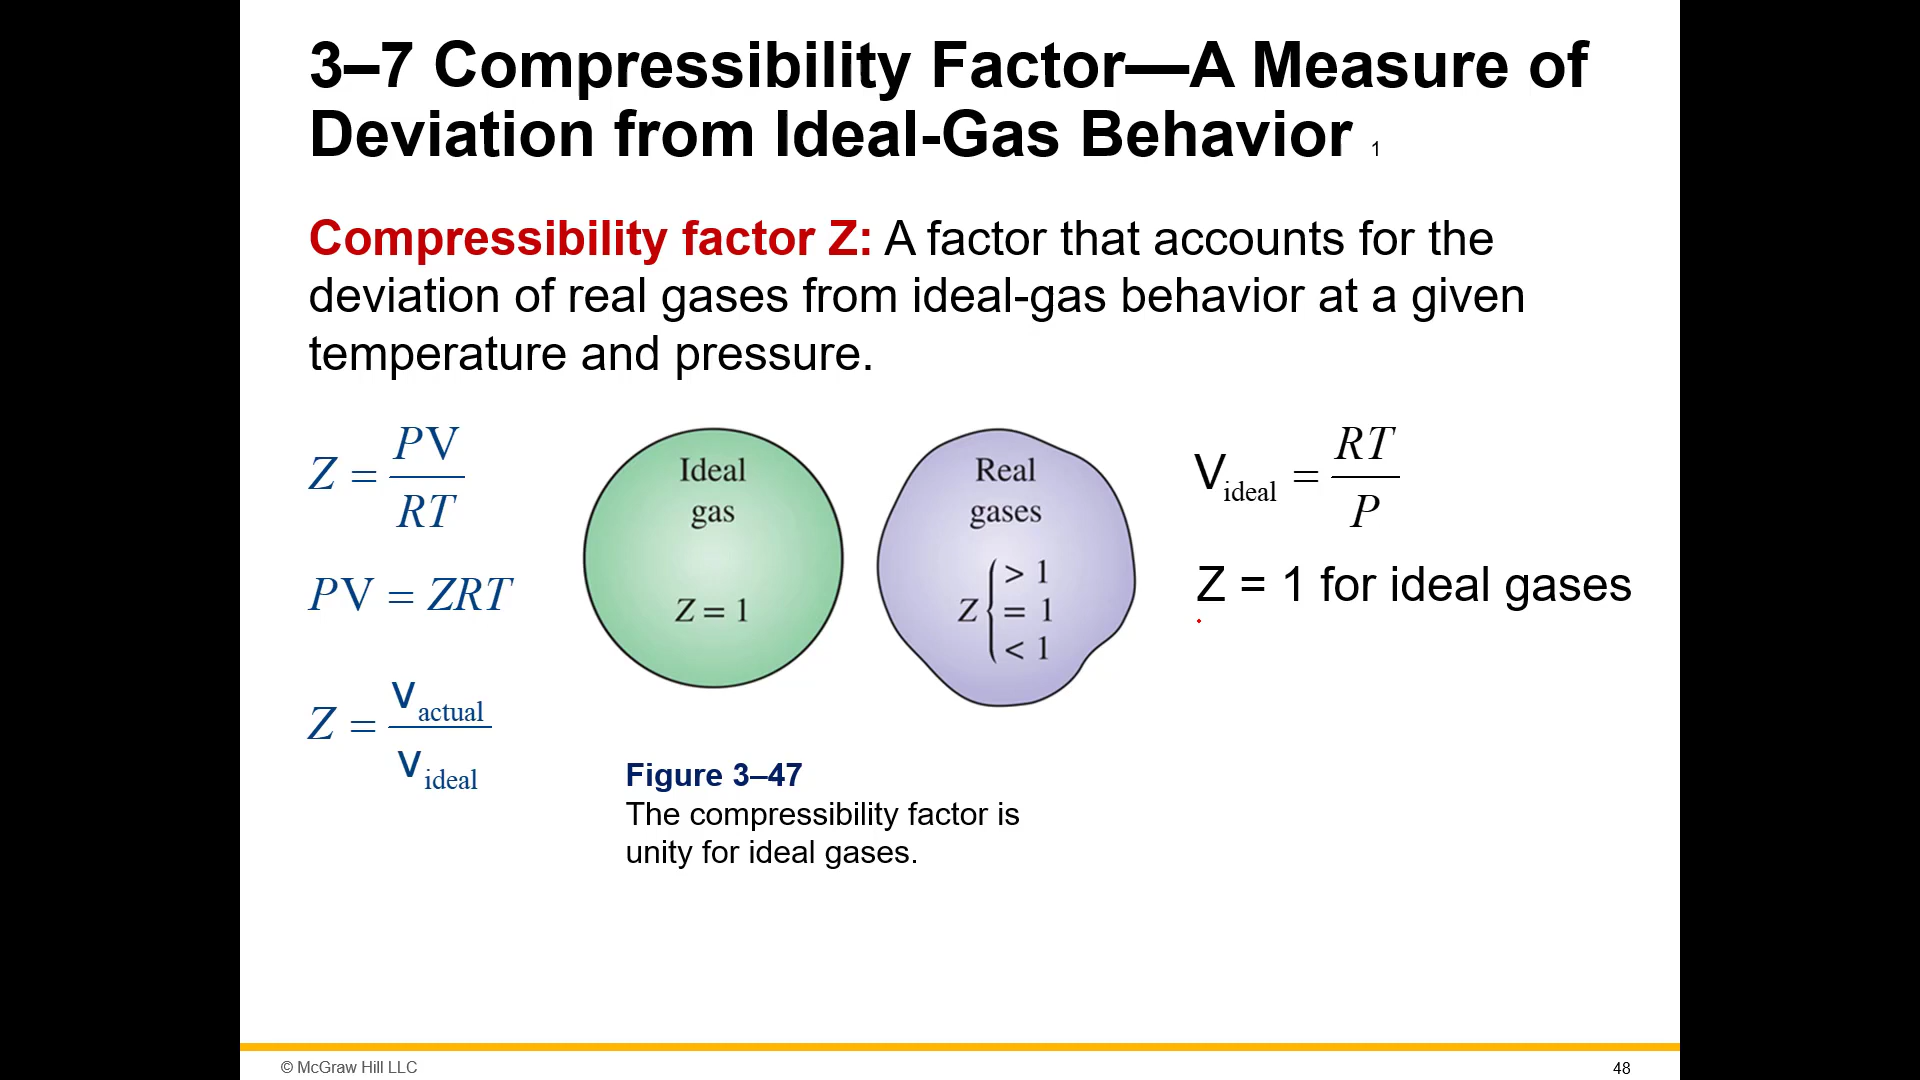 3–7 Compressibility Factor—A Measure of
Deviation from Ideal-Gas Behavior 1
Compressibility factor Z: A factor that accounts for the
deviation of real gases from ideal-gas behavior at a given
temperature and pressure.
Z = PV / RT
PV = ZRT
Z = v actual / v ideal
Ideal
gas
Z = 1
Real
gases
Z { > 1
= 1
< 1
V ideal = RT / P
Z = 1 for ideal gases
Figure 3–47
The compressibility factor is
unity for ideal gases.
© McGraw Hill LLC
48